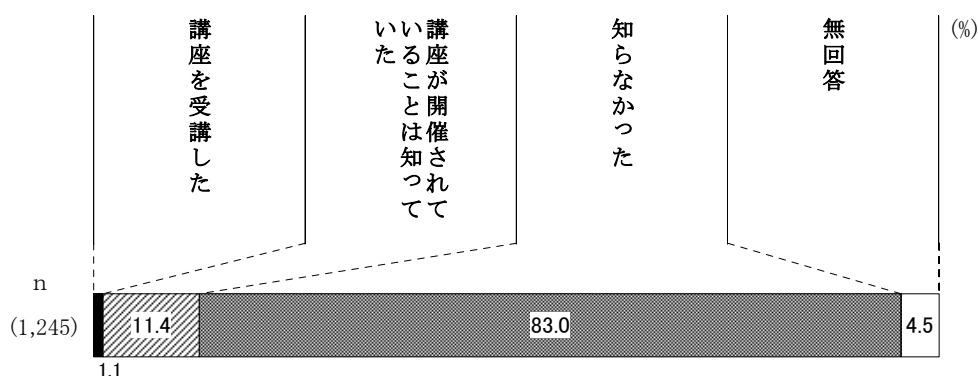 講座を受講した
講座が開催されて
いることは知って
いた
知らなかった
無回答
(%)
n
(1,245)
11.4
83.0
4.5
1.1